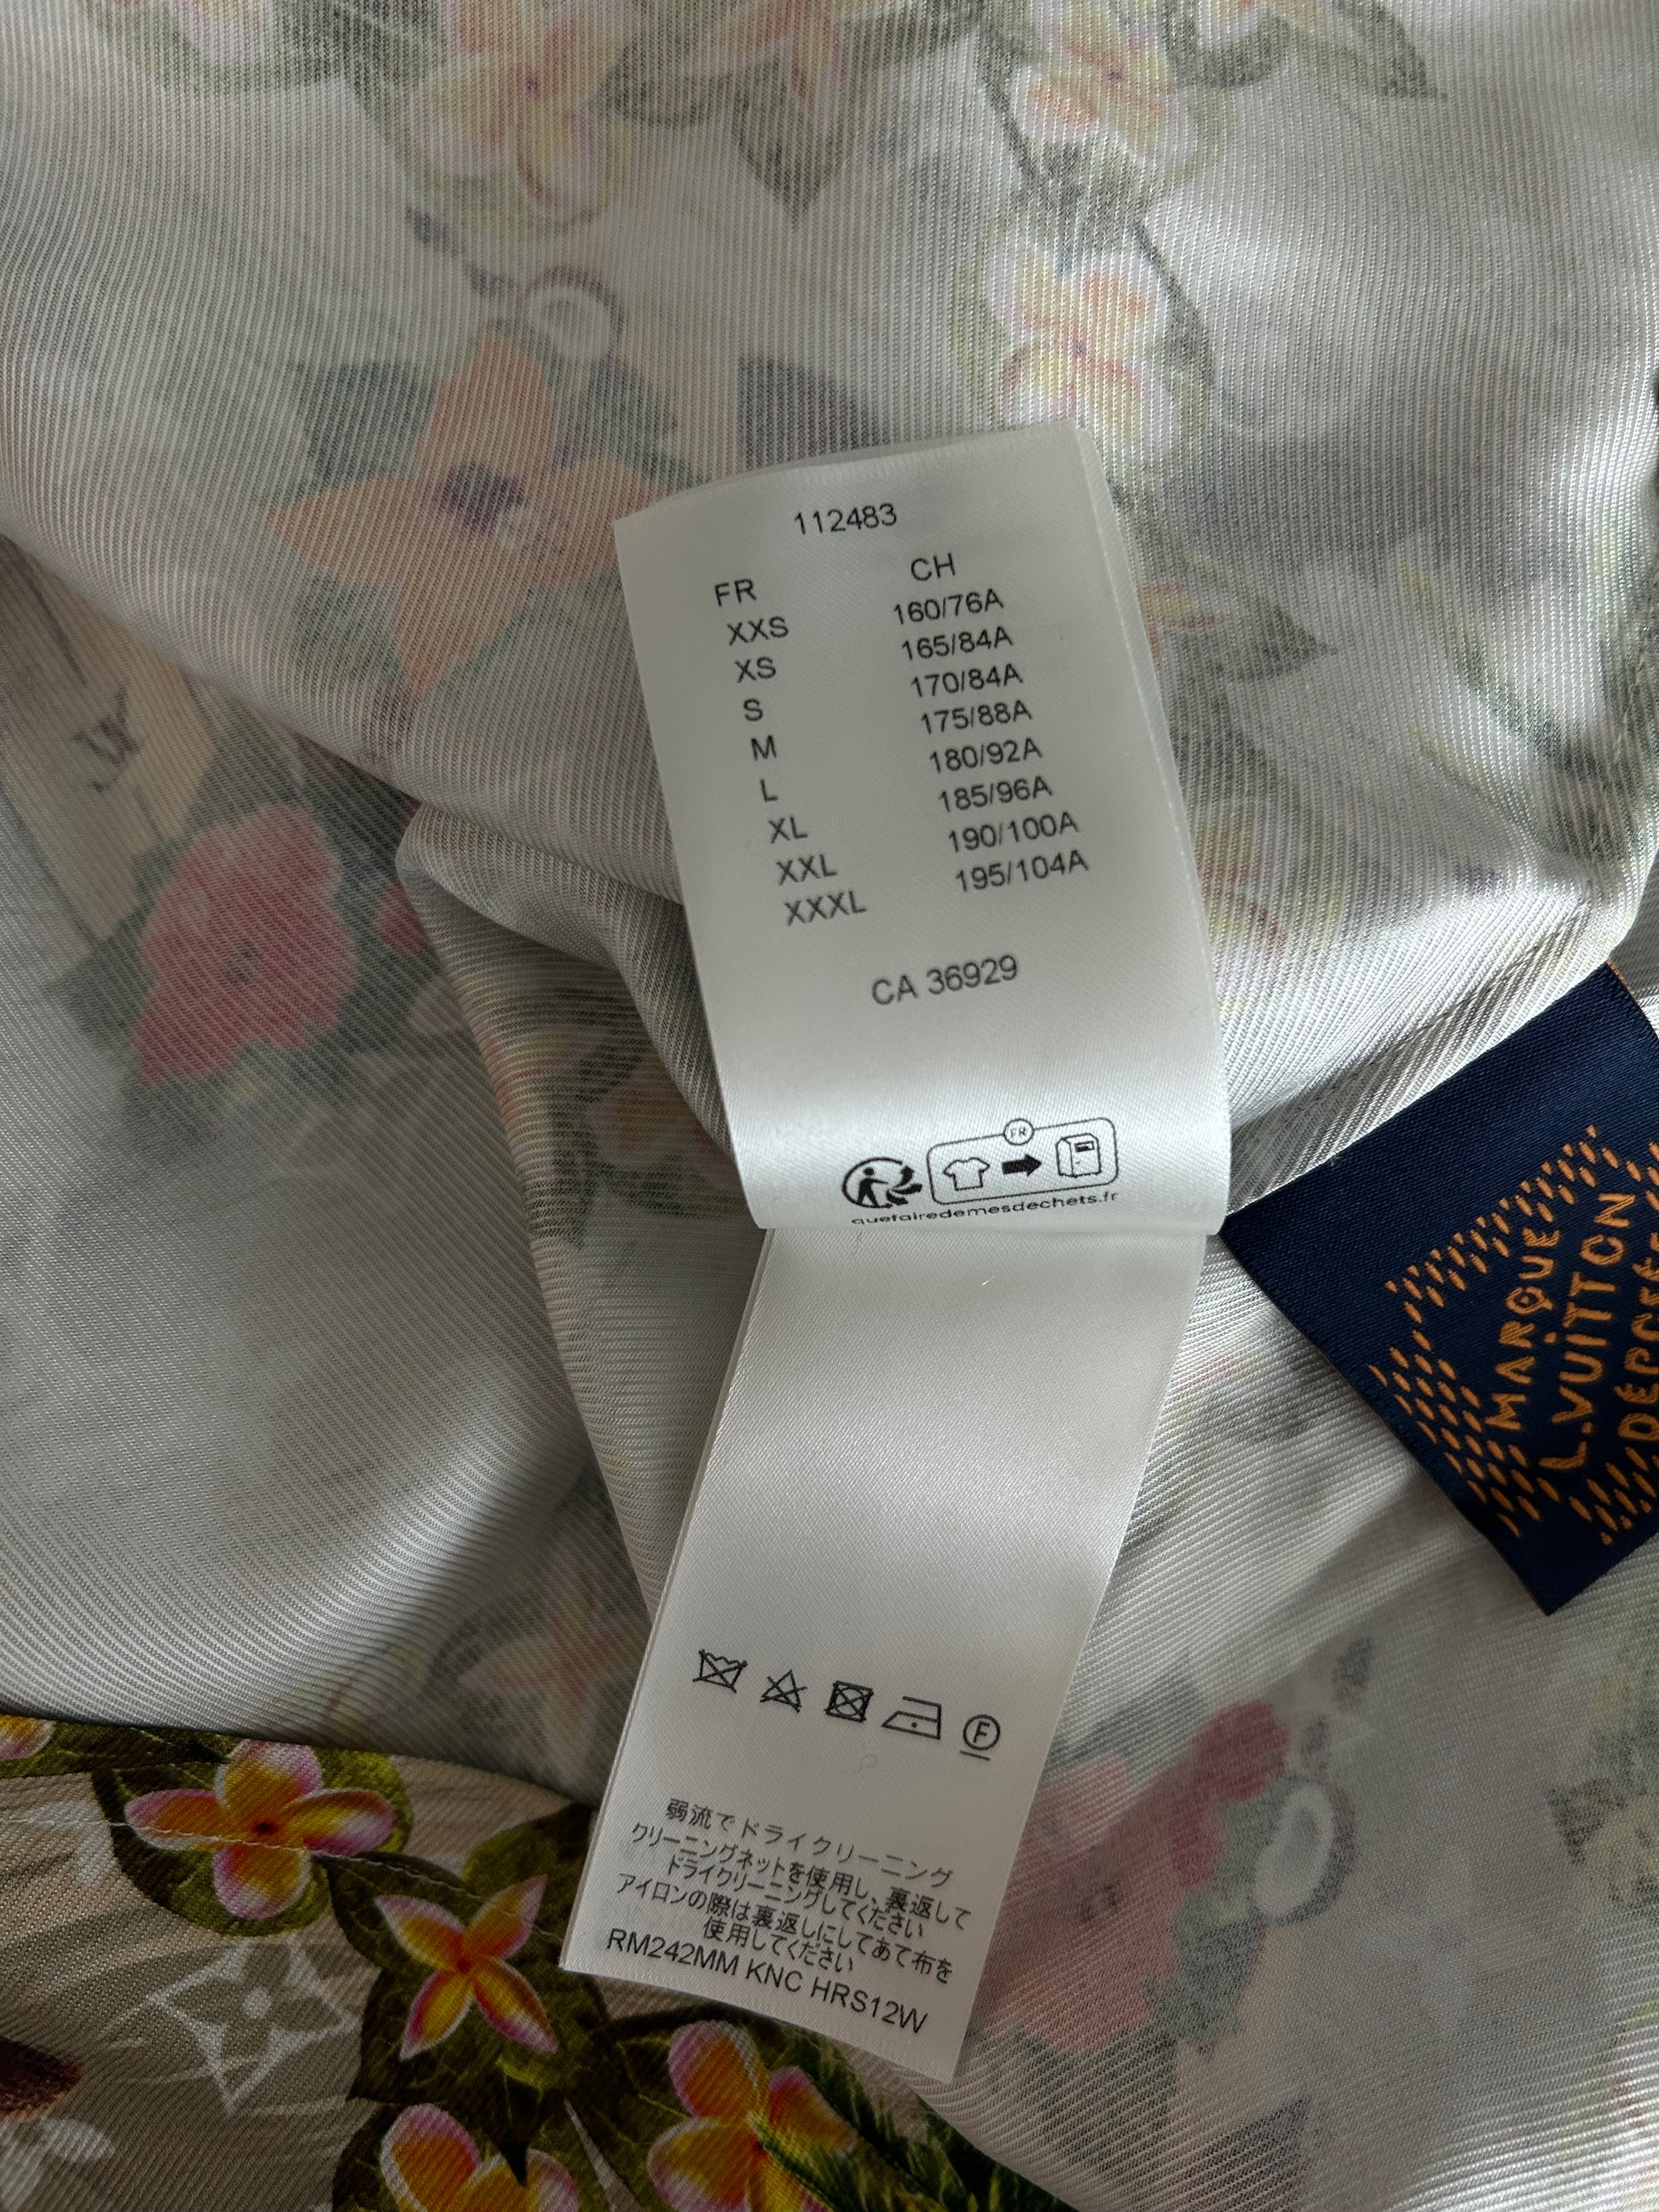 112483
FR CH
XXS 160/76A
XS 165/84A
S 170/84A
M 175/88A
L 180/92A
XL 185/96A
XXL 190/100A
XXXL 195/104A
CA 36929
FR
quefairedemesdechets.fr
MARQUE
L.VUITTON
F
弱流でドライクリーニング
クリーニングネットを使用し、裏返して
ドライクリーニングしてください
アイロンの際は裏返しにしてあて布を
使用してください
RM242MM KNC HRS12W